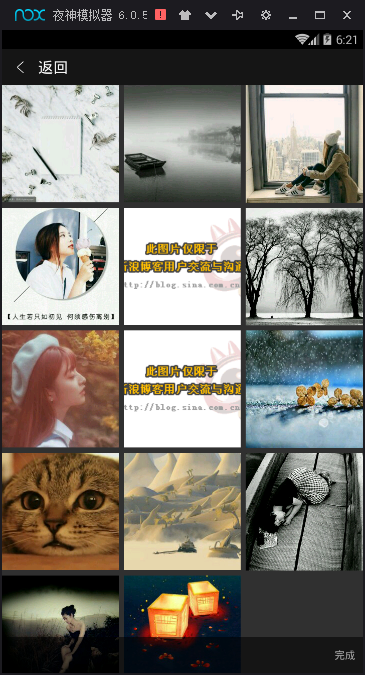 nox 夜神模拟器 6.0.5
6:21
返回
此图片仅限于
新浪博客用户交流与沟通
http://blog.sina.com.cn
【人生若只如初见 何须感伤离别】
此图片仅限于
新浪博客用户交流与沟通
http://blog.sina.com.cn
完成